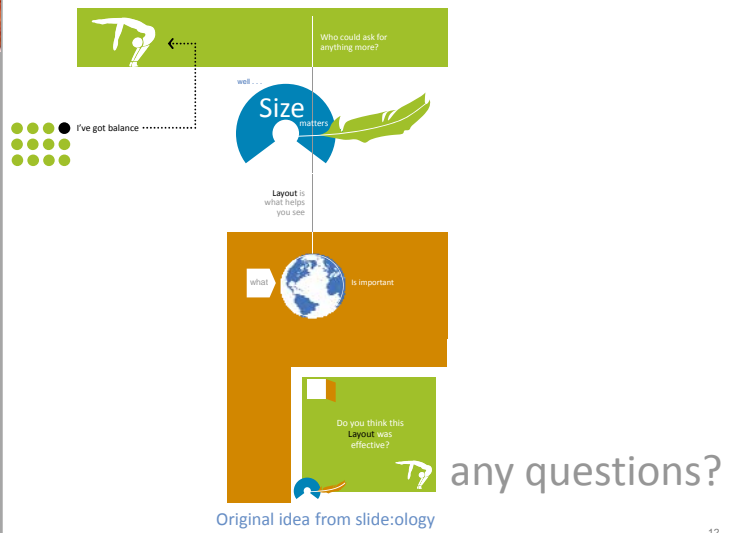 Who could ask for
anything more?
well . . .
Size
matters
I've got balance
Layout is
what helps
you see
what
Is important
Do you think this
Layout was
effective?
any questions?
Original idea from slide:ology
12